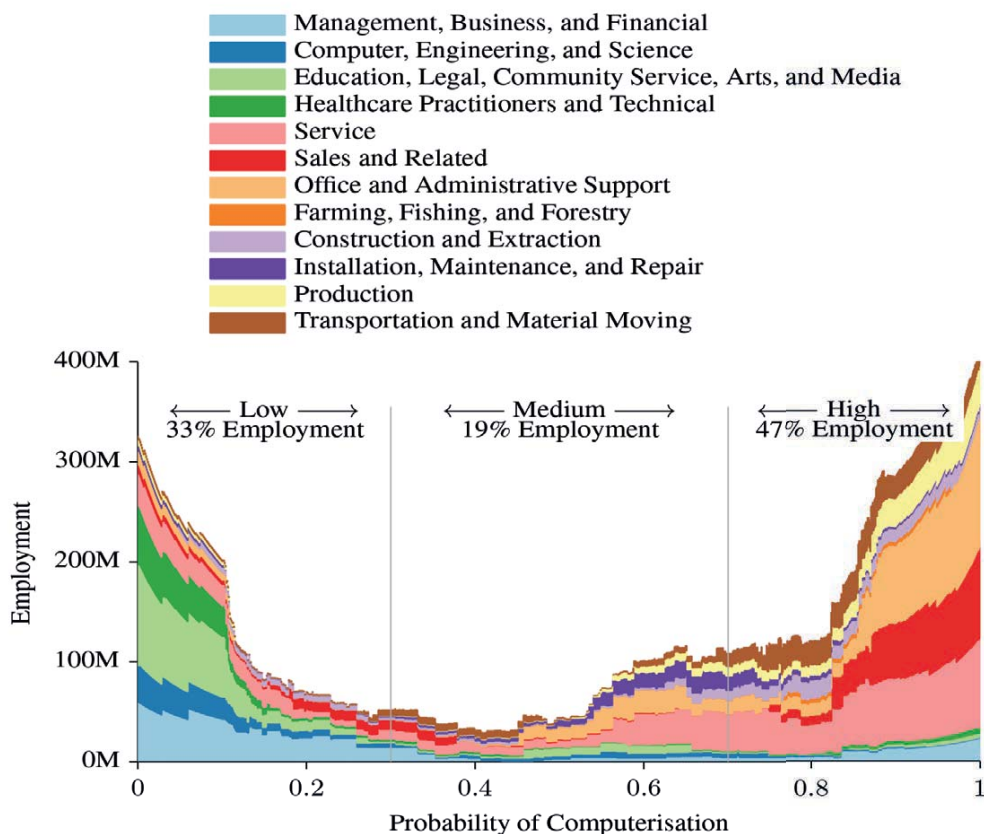 Management, Business, and Financial
Computer, Engineering, and Science
Education, Legal, Community Service, Arts, and Media
Healthcare Practitioners and Technical
Service
Sales and Related
Office and Administrative Support
Farming, Fishing, and Forestry
Construction and Extraction
Installation, Maintenance, and Repair
Production
Transportation and Material Moving
400M
Low
Medium
High
33% Employment
19% Employment
47% Employment
300M
200M
100M
0M
Employment
0
0.2
0.4
0.6
0.8
1
Probability of Computerisation